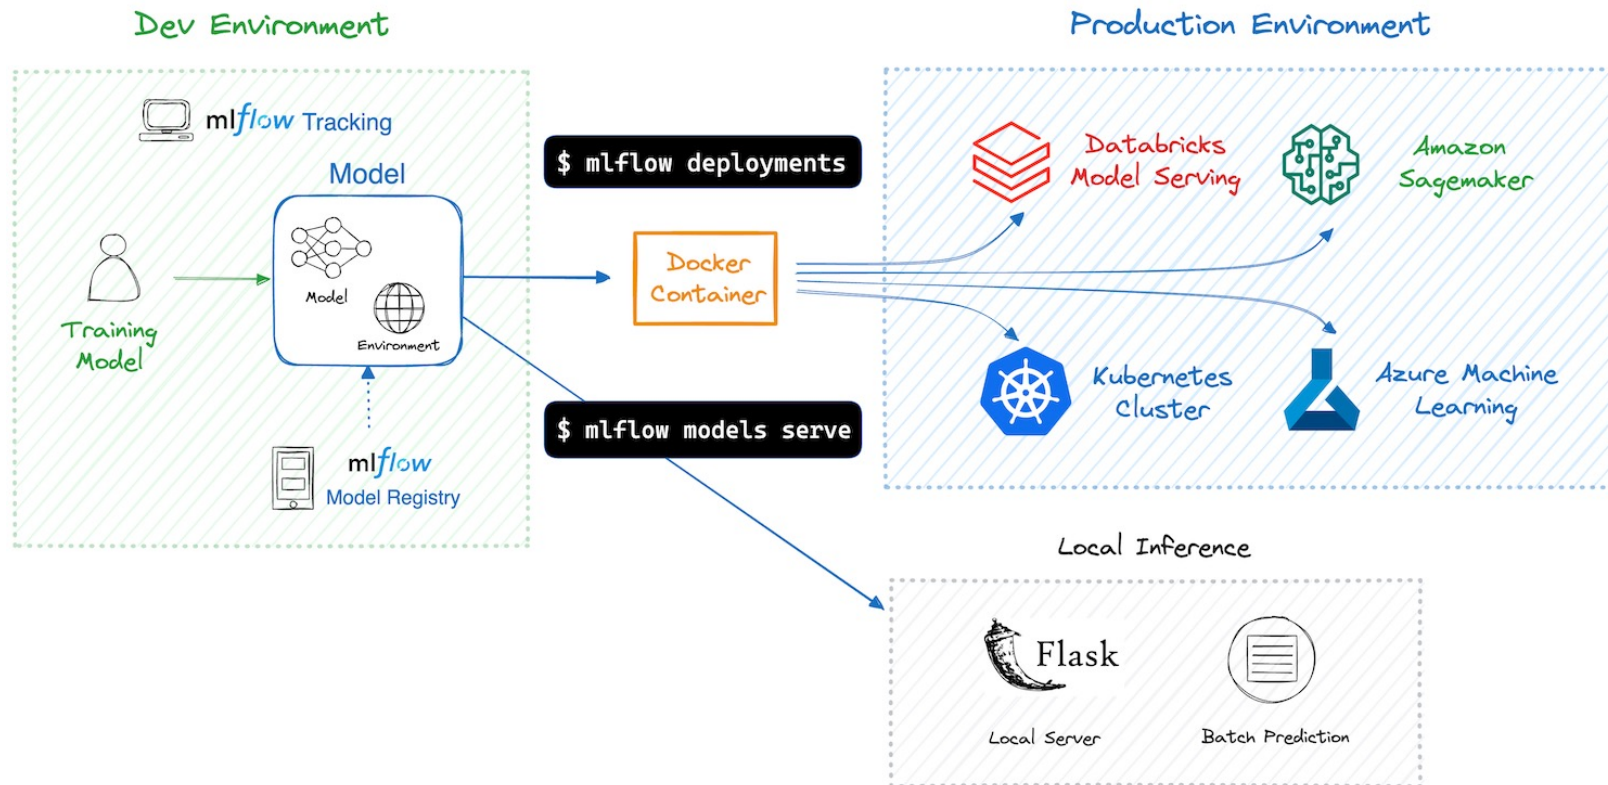 Dev Environment
Production Environment
mlflow Tracking
Model
Model
Environment
Training
Model
mlflow
Model Registry
$ mlflow deployments
Docker
Container
$ mlflow models serve
Databricks
Model Serving
Amazon
Sagemaker
Kubernetes
Cluster
Azure Machine
Learning
Local Inference
Flask
Local Server
Batch Prediction